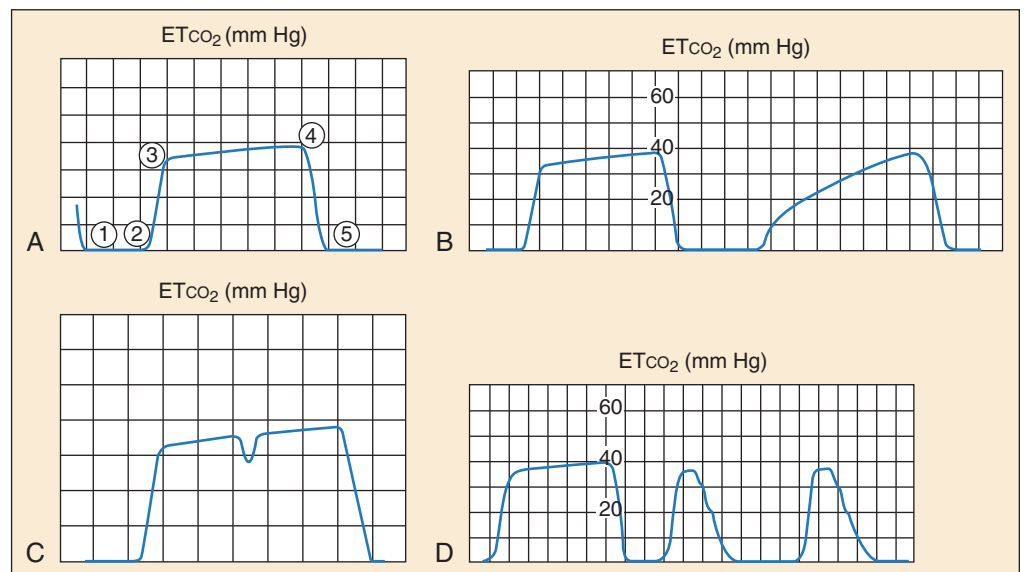 ETCO₂ (mm Hg)
③
④
① ② ⑤
A
ETCO₂ (mm Hg)
60
40
20
B
ETCO₂ (mm Hg)
C
ETCO₂ (mm Hg)
60
40
20
D